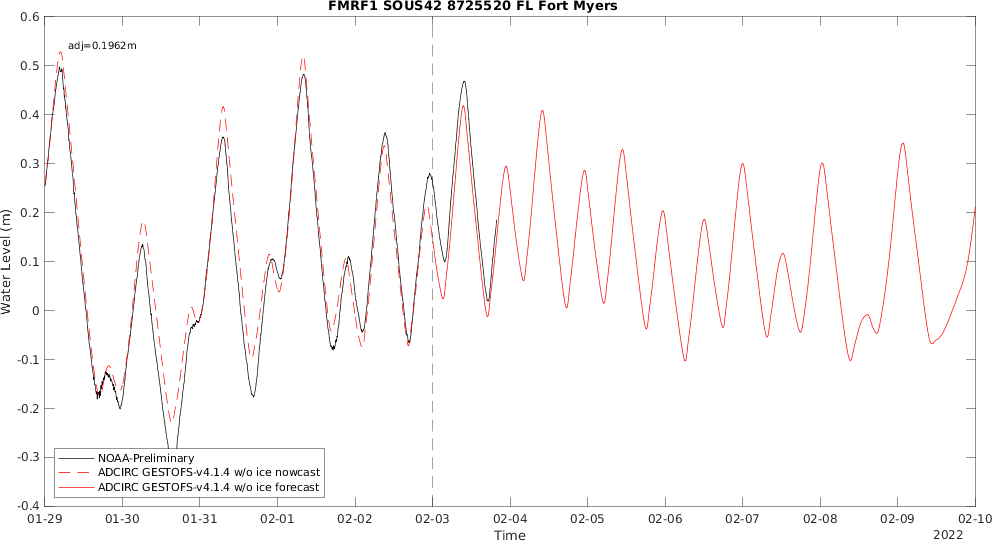 FMRF1 SOUS42 8725520 FL Fort Myers
adj=0.1962m
Water Level (m)
0.6
0.5
0.4
0.3
0.2
0.1
0
-0.1
-0.2
-0.3
-0.4
NOAA-Preliminary
ADCIRC GESTOFS-v4.1.4 w/o ice nowcast
ADCIRC GESTOFS-v4.1.4 w/o ice forecast
01-29 01-30 01-31 02-01 02-02 02-03 02-04 02-05 02-06 02-07 02-08 02-09 02-10
Time
2022